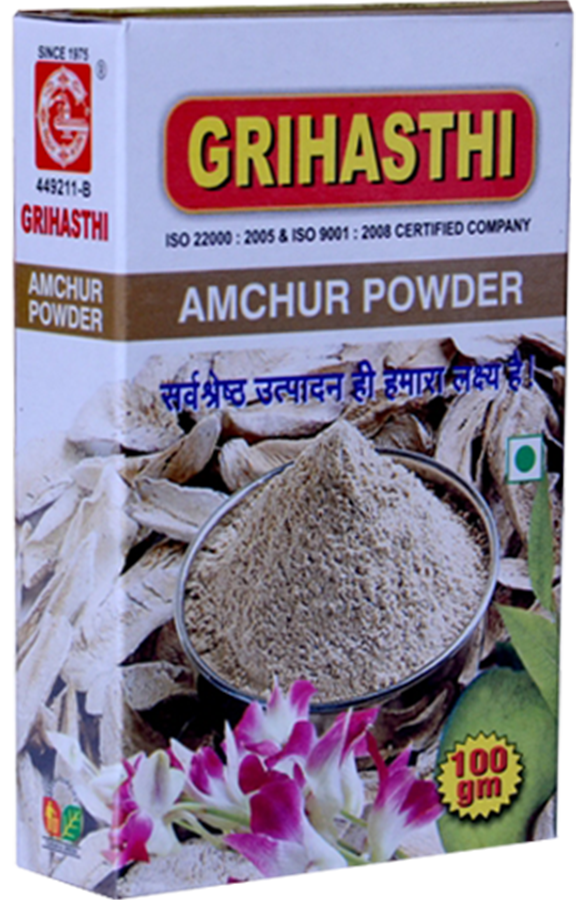 SINCE 1975
®
449211-B
GRIHASTHI
AMCHUR
POWDER
GRIHASTHI
ISO 22000 : 2005 & ISO 9001 : 2008 CERTIFIED COMPANY
AMCHUR POWDER
सर्वश्रेष्ठ उत्पादन ही हमारा लक्ष्य है!
100
gm